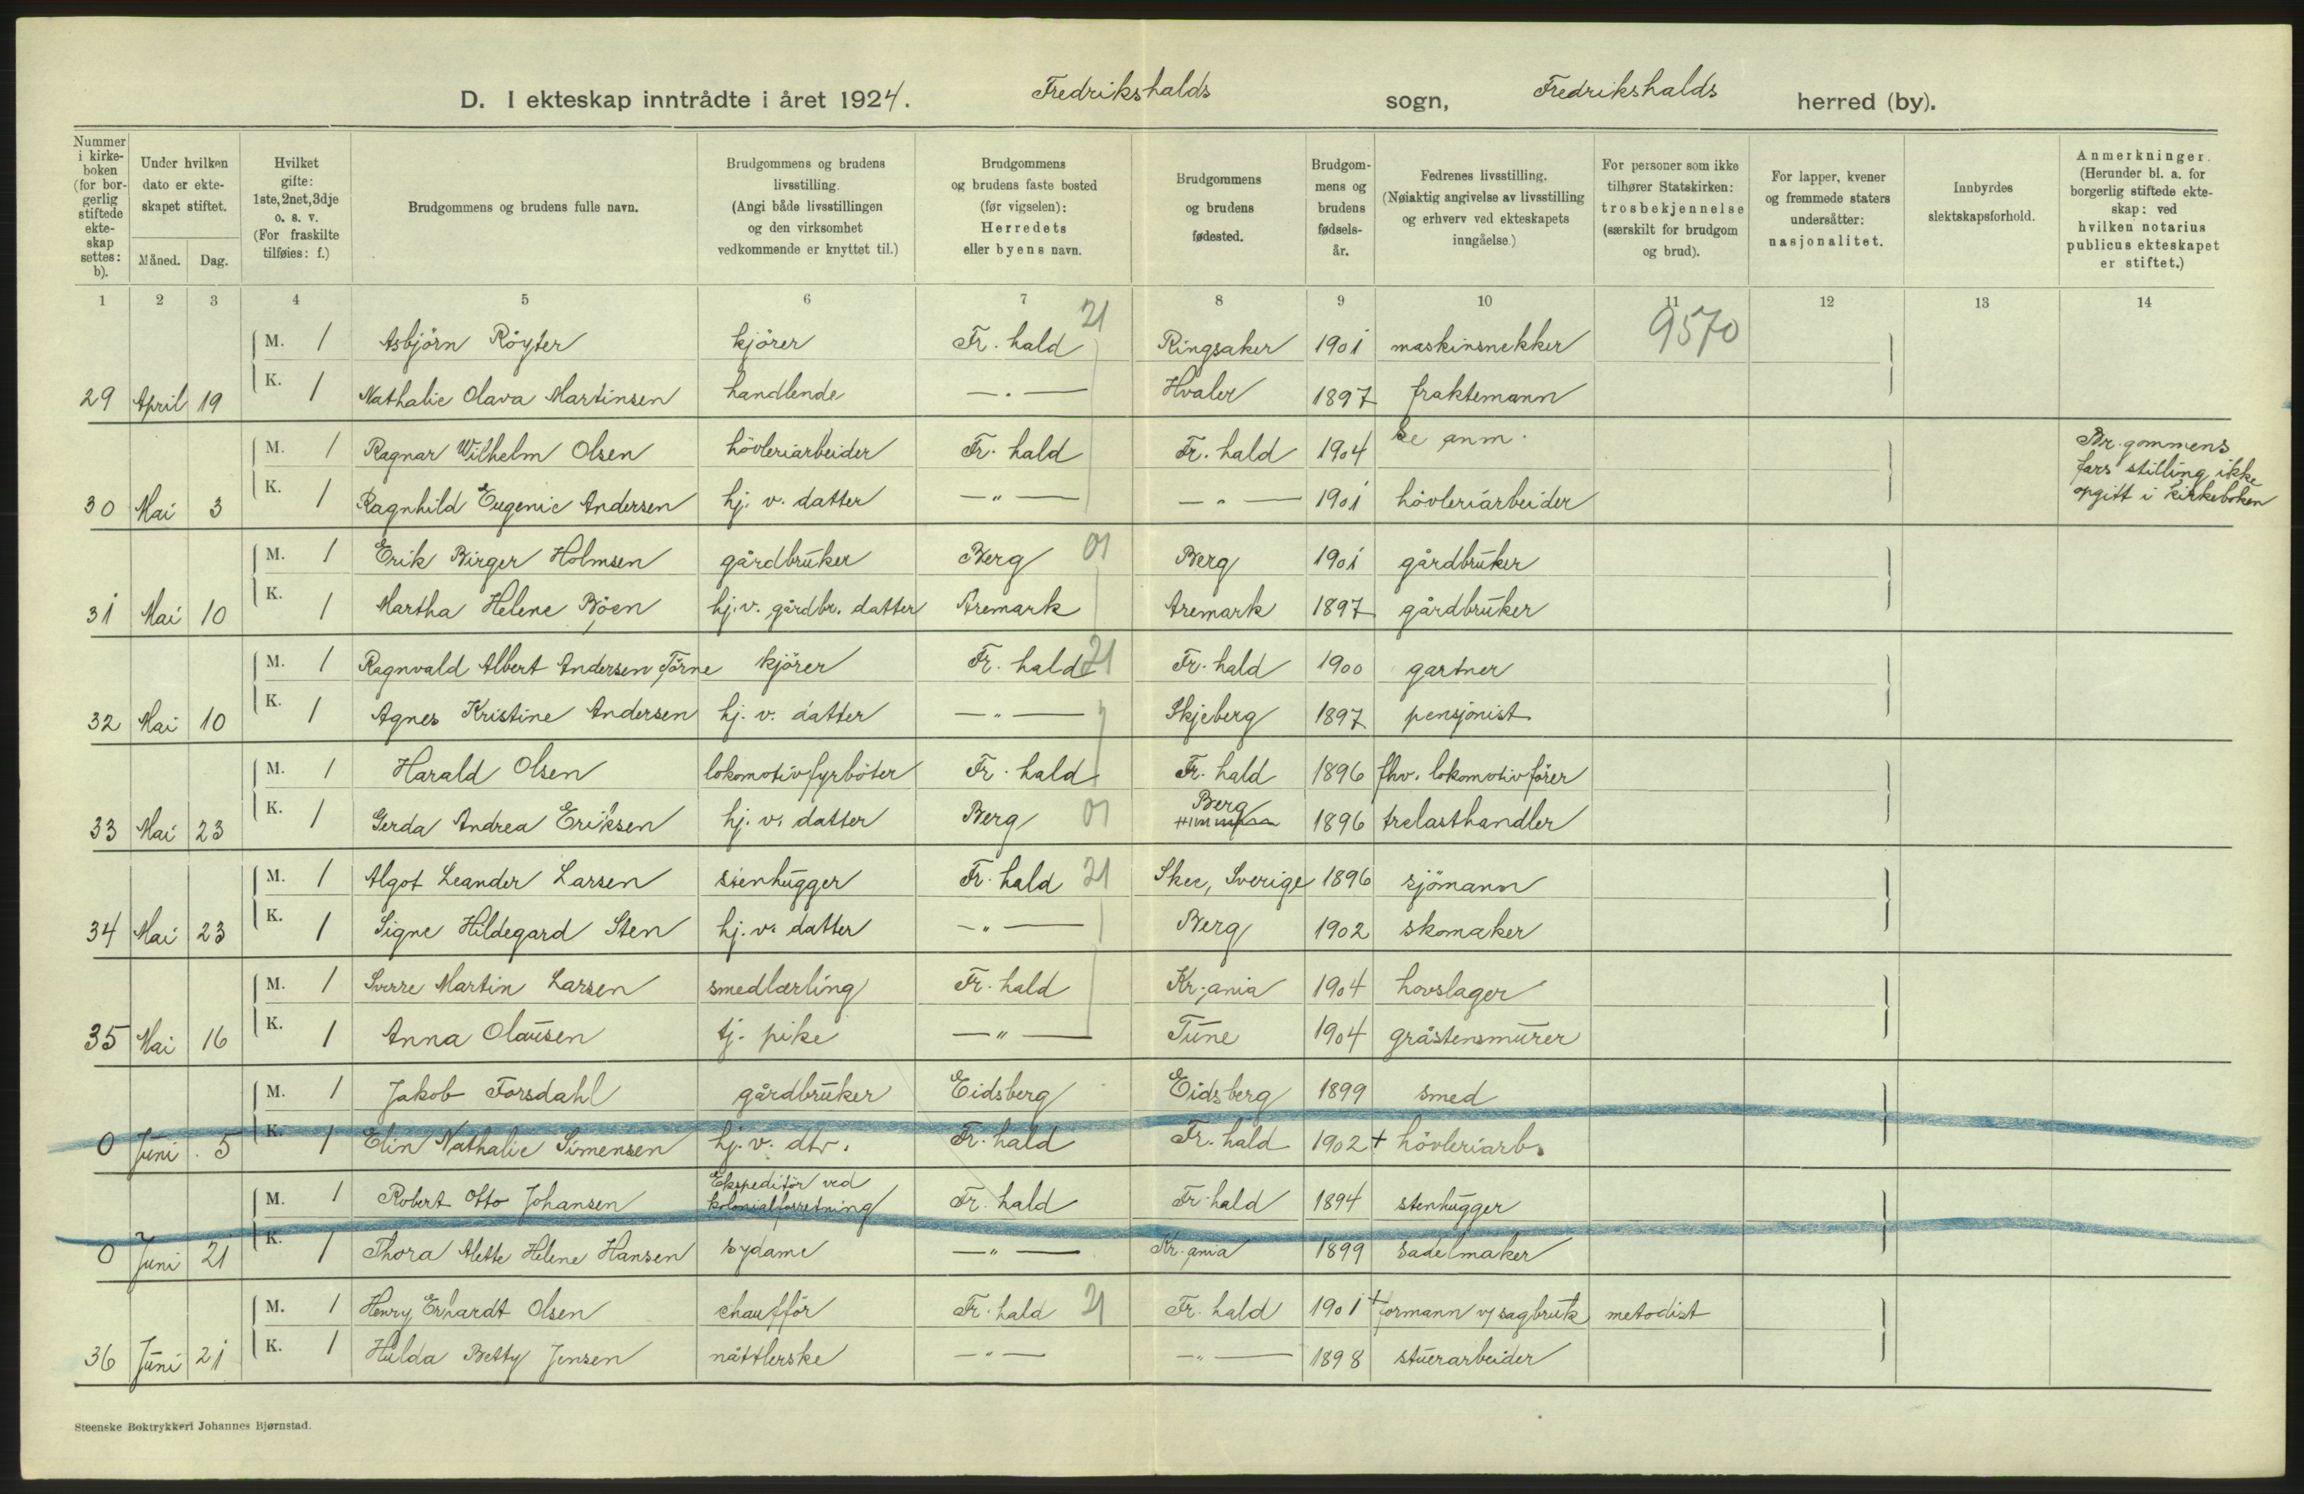 D. I ekteskap inntrådte i året 1924. Fredrikshalds sogn, Fredrikshalds herred (by).
Nummer i kirkeboken (for borgerlig stiftede ekteskap settes: b). Under hvilken dato er ekteskapet stiftet. Måned. Dag. Hvilket gifte: 1ste, 2net, 3dje o. s. v. (For fraskilte tilføies: f.) Brudgommens og brudens fulle navn. Brudgommens og brudens livsstilling. (Angi både livsstillingen og den virksomhet vedkommende er knyttet til.) Brudgommens og brudens faste bosted (før vigselen): Herredets eller byens navn. Brudgommens og brudens fødested. Brudgommens og brudens fødselsår. Fedrenes livsstilling. (Nøiaktig angivelse av livsstilling og erhverv ved ekteskapets inngåelse.) For personer som ikke tilhører Statskirken: trosbekjennelse (særskilt for brudgom og brud). For lapper, kvener og fremmede staters undersåtter: nasjonalitet. Innbyrdes slektskapsforhold. Anmerkninger. (Herunder bl. a. for borgerlig stiftede ekteskap: ved hvilken notarius publicus ekteskapet er stiftet.)
1 2 3 4 5 6 7 8 9 10 11 12 13 14
M. 1 Asbjörn Röyter kjörer Fr. hald 21 Ringsaker 1901 maskinsnekker 9570
29 April 19 K. 1 Nathalie Olava Martinsen handlende — . — Hvaler 1897 fraktemann
M. 1 Ragnar Wilhelm Olsen hövleriarbeider Fr. hald Fr. hald 1904 Se anm. Br.gommens fars stilling ikke opgitt i kirkeboken
30 Mai 3 K. 1 Ragnhild Eugenie Andersen hj. v. datter — " — — " — 1901 hövleriarbeider
M. 1 Erik Birger Holmsen gårdbruker Berg 01 Berg 1901 gårdbruker
31 Mai 10 K. 1 Martha Helene Böen hj. v. gårdbr. datter Aremark Aremark 1897 gårdbruker
M. 1 Ragnvald Albert Andersen Törne kjörer Fr. hald 21 Fr. hald 1900 gartner
32 Mai 10 K. 1 Agnes Kristine Andersen hj. v. datter — " — Skjeberg 1897 pensjonist
M. 1 Harald Olsen lokomotivfyrböter Fr. hald Fr. hald 1896 fhv. lokomotivförer
33 Mai 23 K. 1 Gerda Andrea Eriksen hj. v. datter Berg 01 Berg 1896 trelasthandler
M. 1 Algot Leander Larsen stenhugger Fr. hald 21 Skee, Sverige 1896 sjömann
34 Mai 23 K. 1 Signe Hildegard Sten hj. v. datter — " — Berg 1902 skomaker
M. 1 Sverre Martin Larsen smedlærling Fr. hald Kr.ania 1904 hovslager
35 Mai 16 K. 1 Anna Olausen tj. pike — " — Tune 1904 gråstensmurer
M. 1 Jakob Forsdahl gårdbruker Eidsberg Eidsberg 1899 smed
0 Juni 5 K. 1 Elin Nathalie Simensen hj. v. dtr. Fr. hald Fr. hald 1902 + hövleriarb.
M. 1 Robert Otto Johansen Ekspeditör ved kolonialforretning Fr. hald Fr. hald 1894 stenhugger
0 Juni 21 K. 1 Thora Alette Helene Hansen sydame — " — Kr. ania 1899 sadelmaker
M. 1 Henry Erhardt Olsen chaufför Fr. hald 21 Fr. hald 1901 + formann v/ sagbruk metodist
36 Juni 21 K. 1 Hilda Betty Jensen nåttlerske — " — — " — 1898 stuerarbeider
Steenske Boktrykkeri Johannes Bjørnstad.